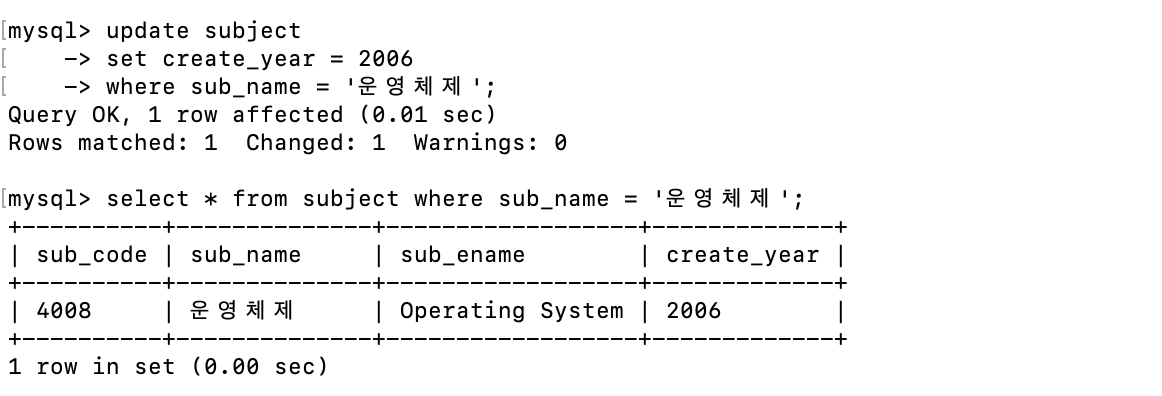 mysql> update subject
    -> set create_year = 2006
    -> where sub_name = '운영체제';
Query OK, 1 row affected (0.01 sec)
Rows matched: 1  Changed: 1  Warnings: 0
mysql> select * from subject where sub_name = '운영체제';
+----------+--------------+------------------+-------------+
| sub_code | sub_name     | sub_ename        | create_year |
+----------+--------------+------------------+-------------+
| 4008     | 운영체제     | Operating System | 2006        |
+----------+--------------+------------------+-------------+
1 row in set (0.00 sec)